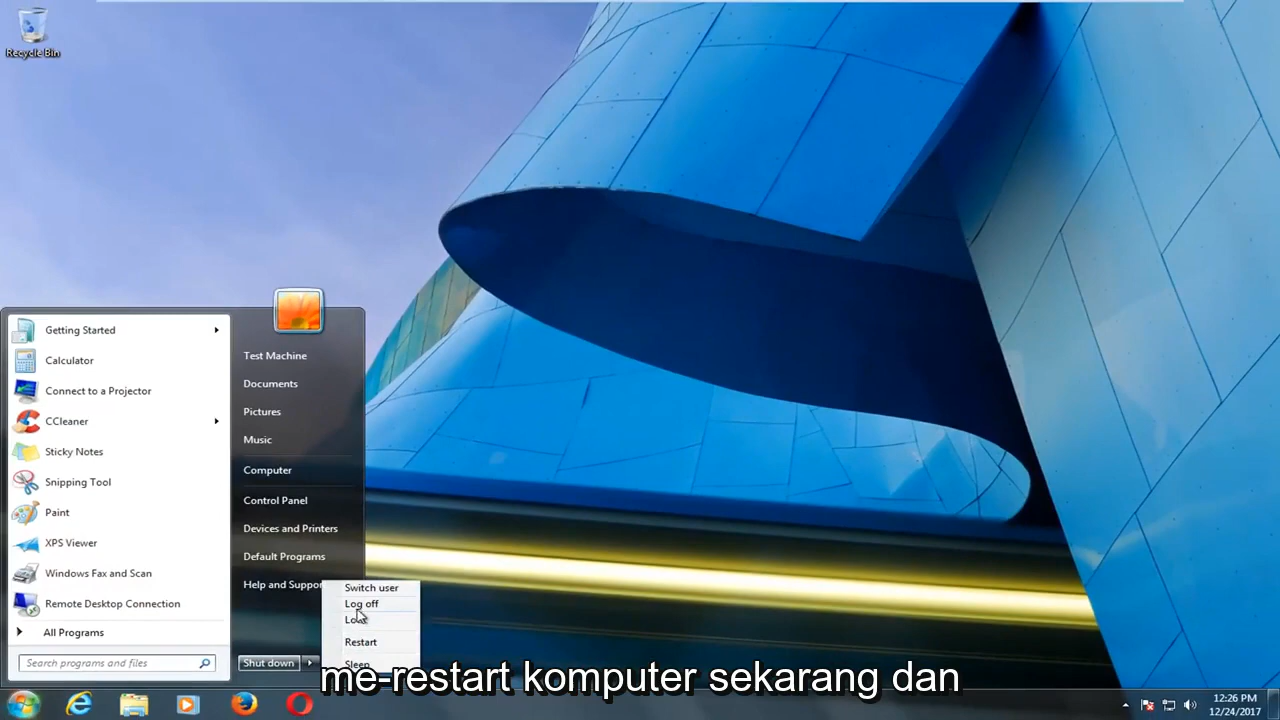 Recycle Bin
Getting Started
Calculator
Connect to a Projector
CCleaner
Sticky Notes
Snipping Tool
Paint
XPS Viewer
Windows Fax and Scan
Remote Desktop Connection
All Programs
Search programs and files
Test Machine
Documents
Pictures
Music
Computer
Control Panel
Devices and Printers
Default Programs
Help and Suppor
Shut down
Switch user
Log off
Restart
Sleep
me-restart komputer sekarang dan
12:26 PM
12/24/2017